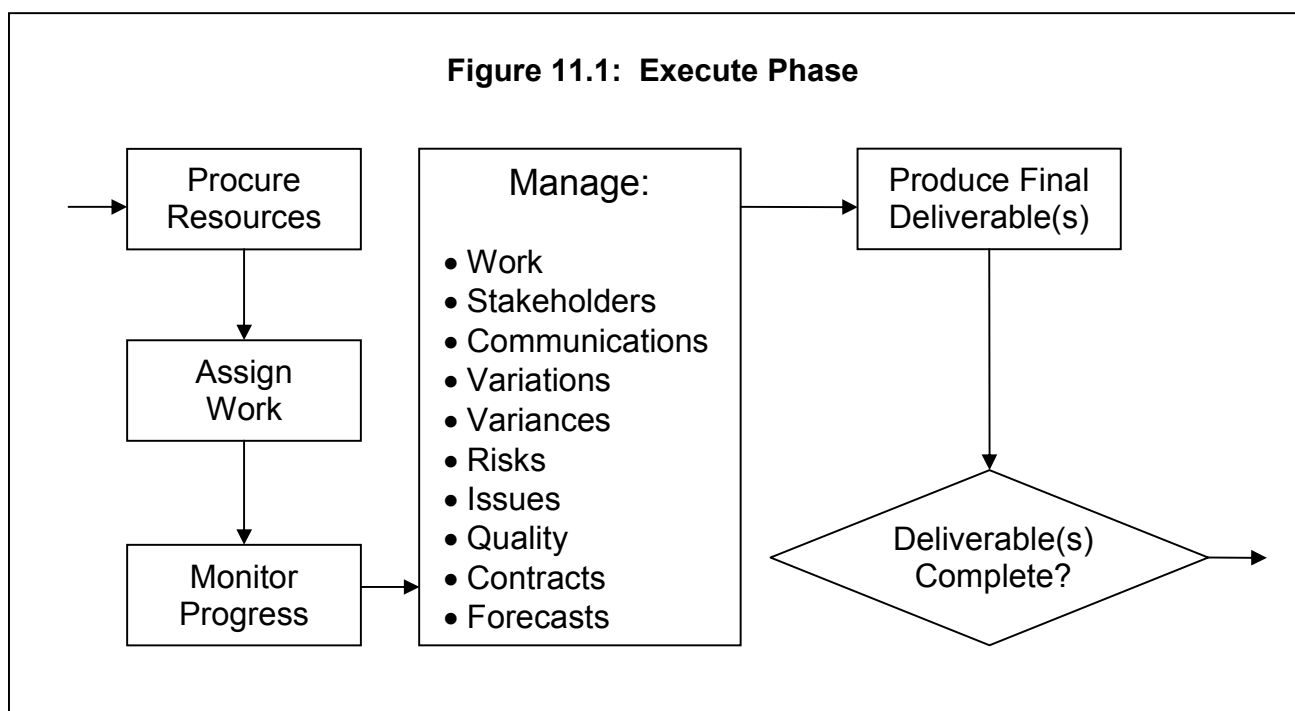 Figure 11.1:  Execute Phase
Procure
Resources
Assign
Work
Monitor
Progress
Manage:
• Work
• Stakeholders
• Communications
• Variations
• Variances
• Risks
• Issues
• Quality
• Contracts
• Forecasts
Produce Final
Deliverable(s)
Deliverable(s)
Complete?